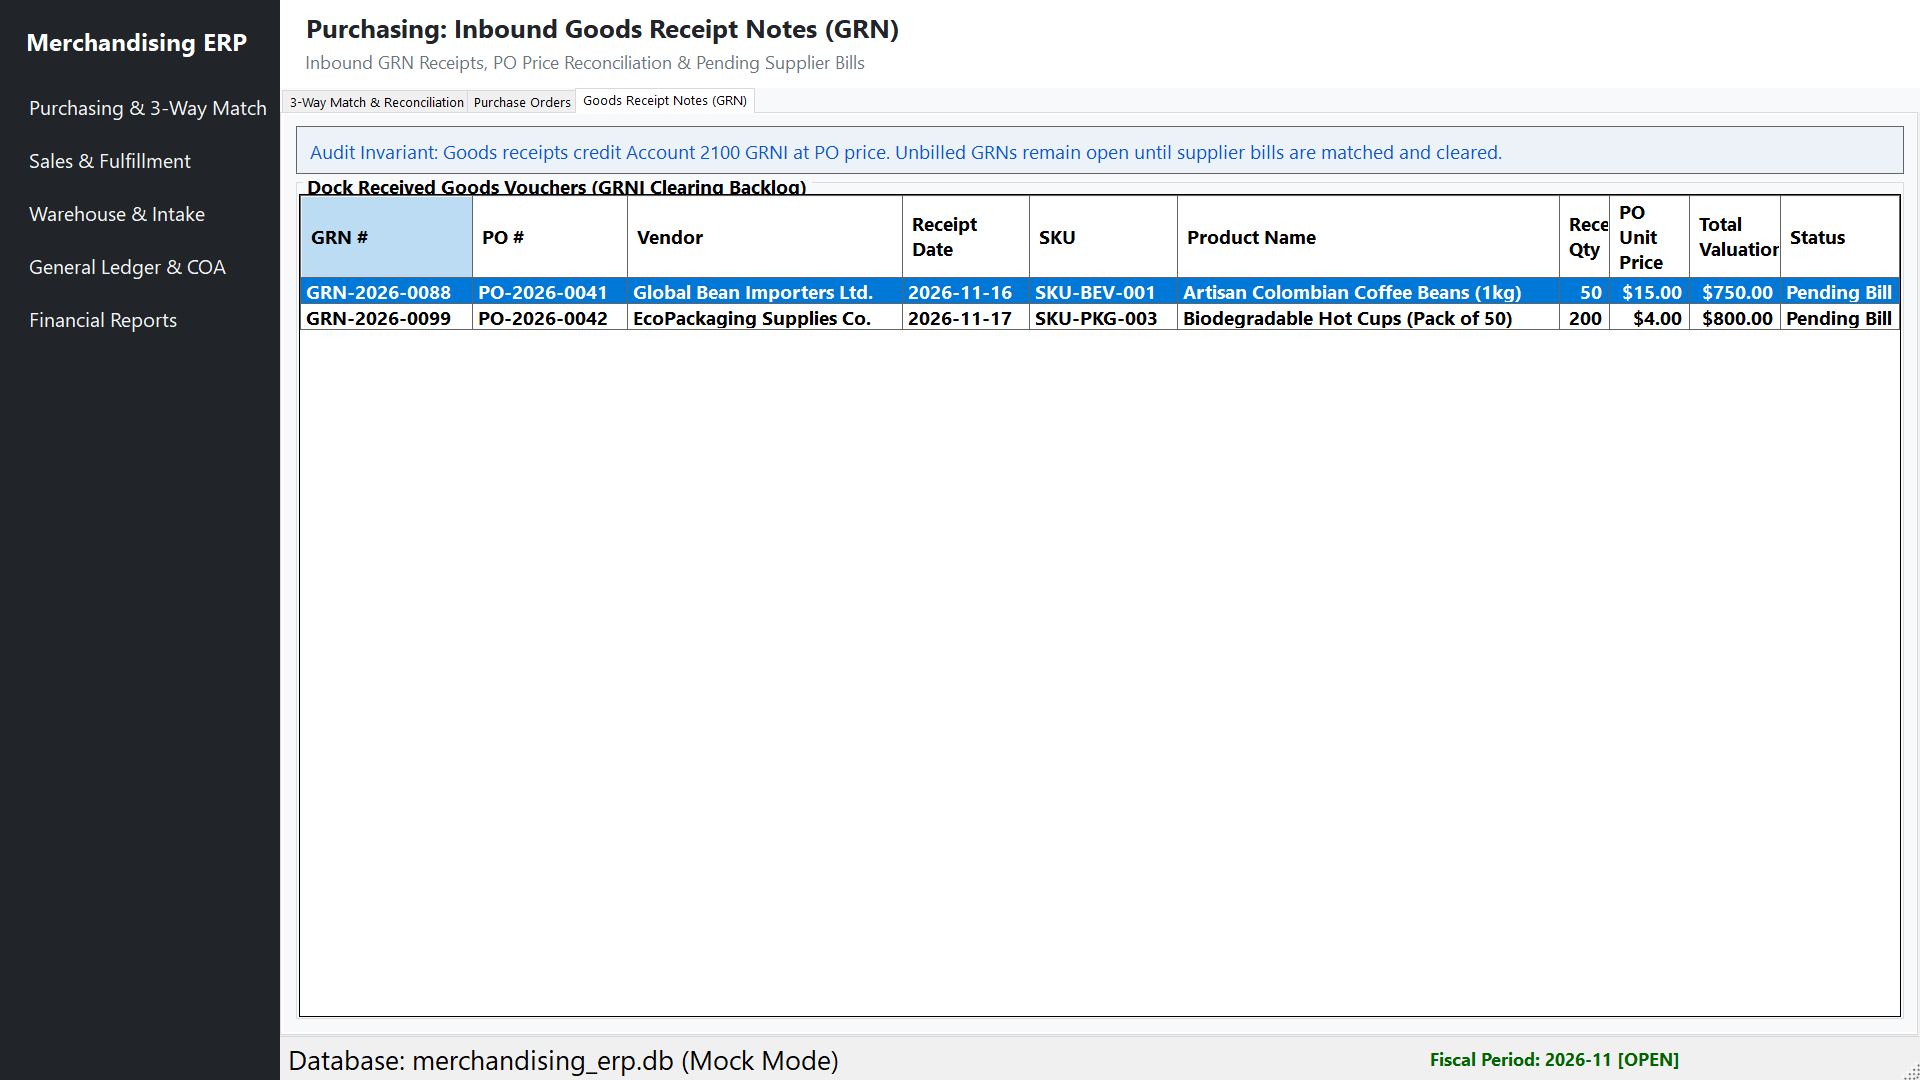 Merchandising ERP
Purchasing & 3-Way Match
Sales & Fulfillment
Warehouse & Intake
General Ledger & COA
Financial Reports
Purchasing: Inbound Goods Receipt Notes (GRN)
Inbound GRN Receipts, PO Price Reconciliation & Pending Supplier Bills
3-Way Match & Reconciliation Purchase Orders Goods Receipt Notes (GRN)
Audit Invariant: Goods receipts credit Account 2100 GRNI at PO price. Unbilled GRNs remain open until supplier bills are matched and cleared.
Dock Received Goods Vouchers (GRNI Clearing Backlog)
GRN # PO # Vendor Receipt Date SKU Product Name Rece Qty PO Unit Price Total Valuation Status
GRN-2026-0088 PO-2026-0041 Global Bean Importers Ltd. 2026-11-16 SKU-BEV-001 Artisan Colombian Coffee Beans (1kg) 50 $15.00 $750.00 Pending Bill
GRN-2026-0099 PO-2026-0042 EcoPackaging Supplies Co. 2026-11-17 SKU-PKG-003 Biodegradable Hot Cups (Pack of 50) 200 $4.00 $800.00 Pending Bill
Database: merchandising_erp.db (Mock Mode)
Fiscal Period: 2026-11 [OPEN]